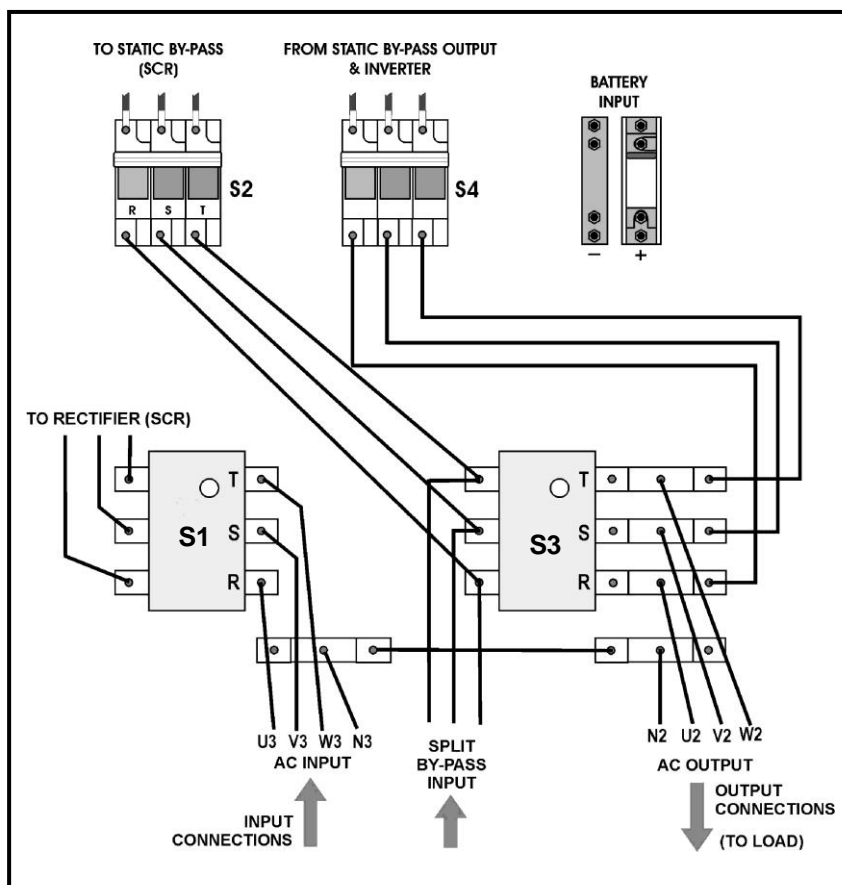 TO STATIC BY-PASS
(SCR)
FROM STATIC BY-PASS OUTPUT
& INVERTER
BATTERY
INPUT
S2
R S T
S4
– +
TO RECTIFIER (SCR)
S1
T
S
R
S3
T
S
R
U3 V3 W3 N3
AC INPUT
INPUT
CONNECTIONS
SPLIT
BY-PASS
INPUT
N2 U2 V2 W2
AC OUTPUT
OUTPUT
CONNECTIONS
(TO LOAD)